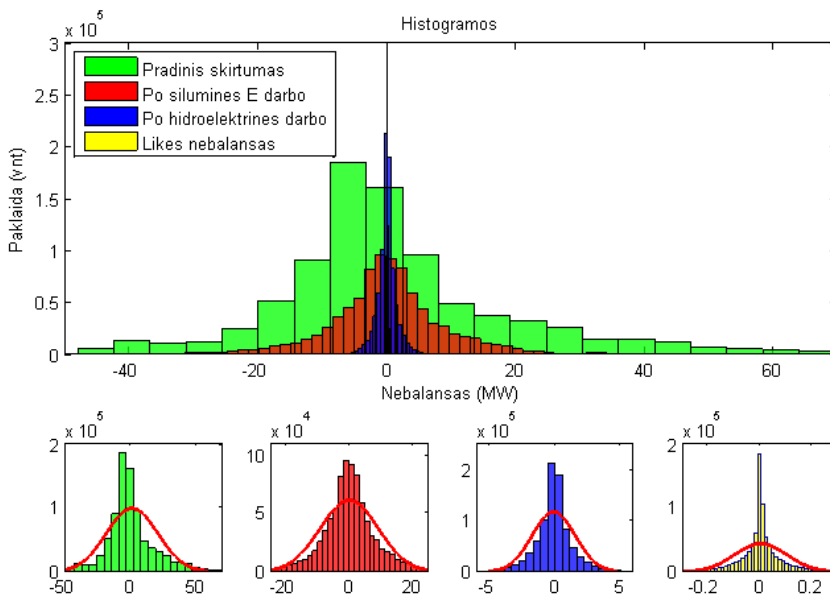 Histogramos
x 10^5
3
2.5
2
1.5
1
0.5
0
Paklaida (vnt)
Pradinis skirtumas
Po silumines E darbo
Po hidroelektrines darbo
Likes nebalansas
-40 -20 0 20 40 60
Nebalansas (MW)
x 10^5
2
1
0
-50 0 50
x 10^4
10
5
0
-20 0 20
x 10^5
2
1
0
-5 0 5
x 10^5
2
1
0
-0.2 0 0.2